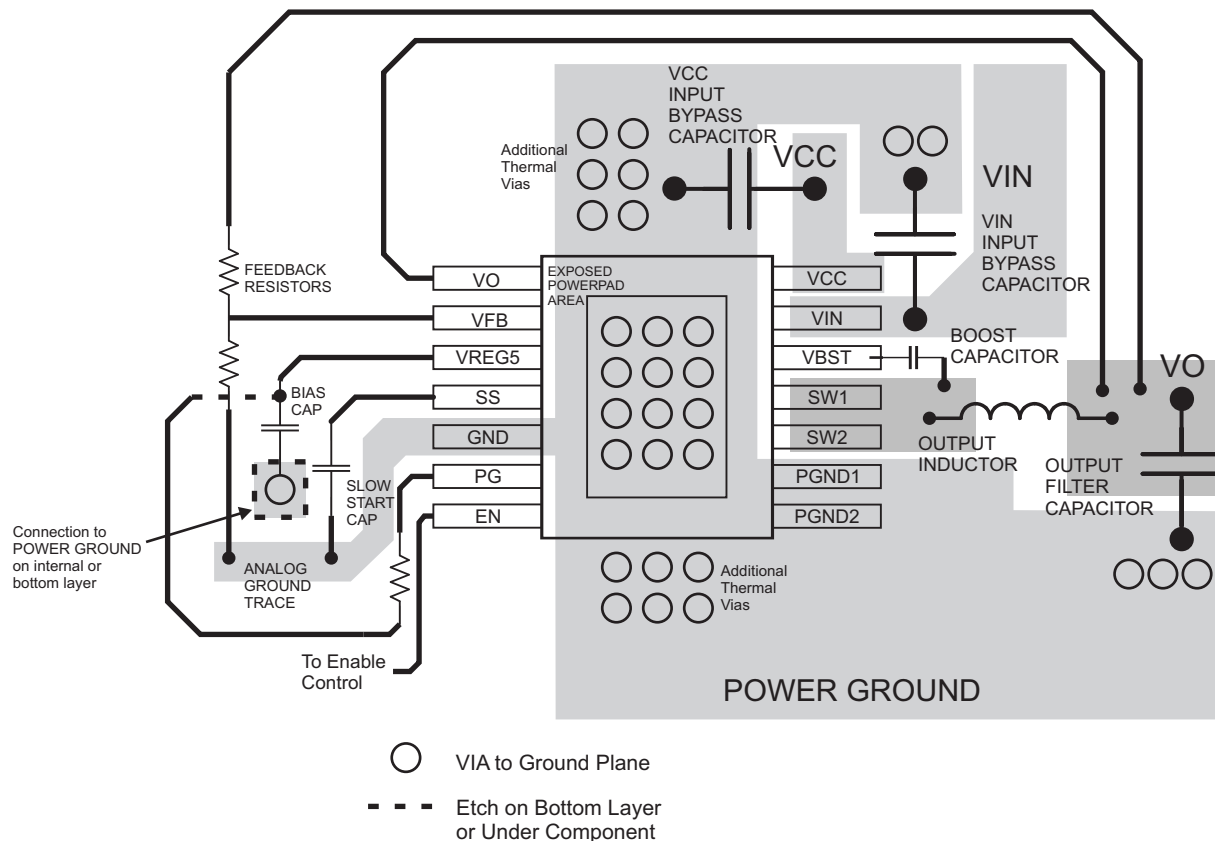 VCC
INPUT
BYPASS
CAPACITOR
VCC
Additional
Thermal
Vias
VIN
VIN
INPUT
BYPASS
CAPACITOR
FEEDBACK
RESISTORS
EXPOSED
POWERPAD
AREA
VO
VFB
VREG5
SS
GND
PG
EN
VCC
VIN
VBST
SW1
SW2
PGND1
PGND2
BOOST
CAPACITOR
VO
BIAS
CAP
OUTPUT
INDUCTOR
OUTPUT
FILTER
CAPACITOR
SLOW
START
CAP
Connection to
POWER GROUND
on internal or
bottom layer
ANALOG
GROUND
TRACE
Additional
Thermal
Vias
To Enable
Control
POWER GROUND
VIA to Ground Plane
Etch on Bottom Layer
or Under Component